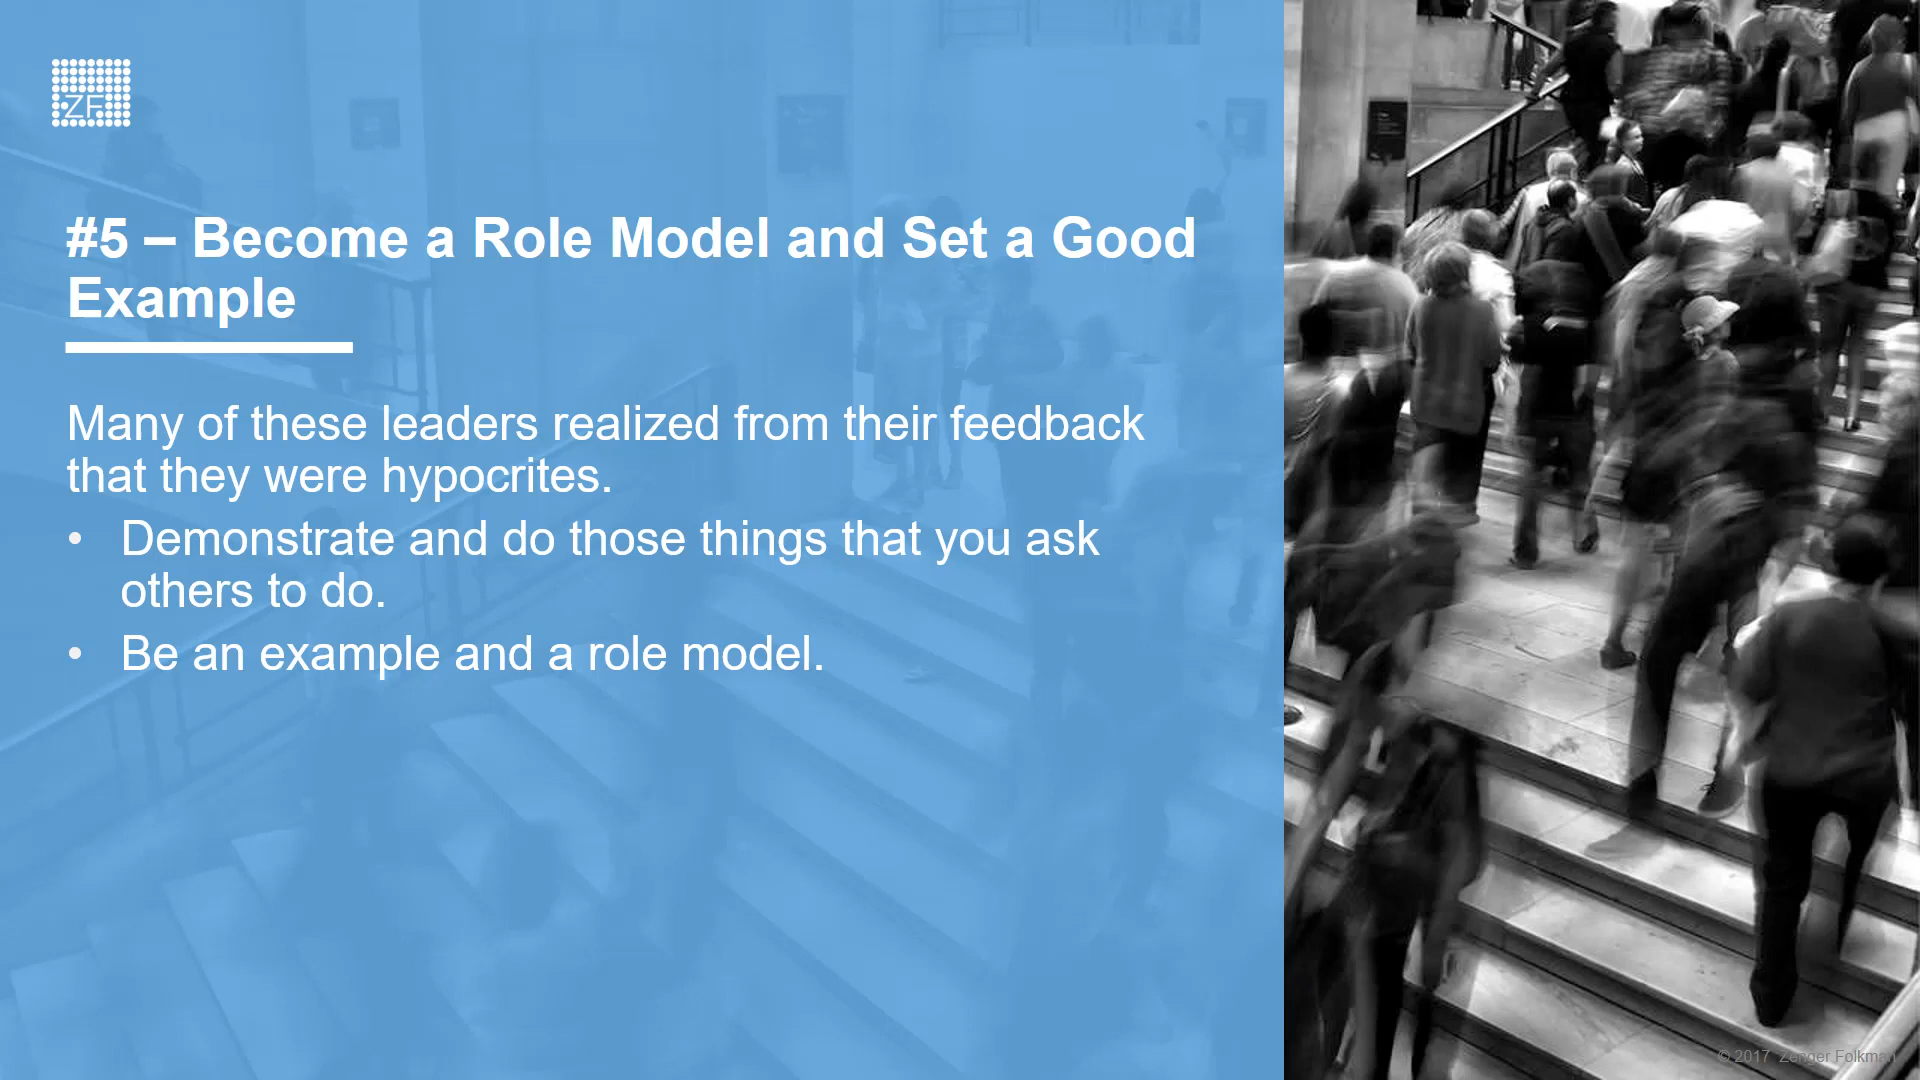 ZF
#5 – Become a Role Model and Set a Good
Example
Many of these leaders realized from their feedback
that they were hypocrites.
• Demonstrate and do those things that you ask
others to do.
• Be an example and a role model.
© 2017 Zenger Folkman